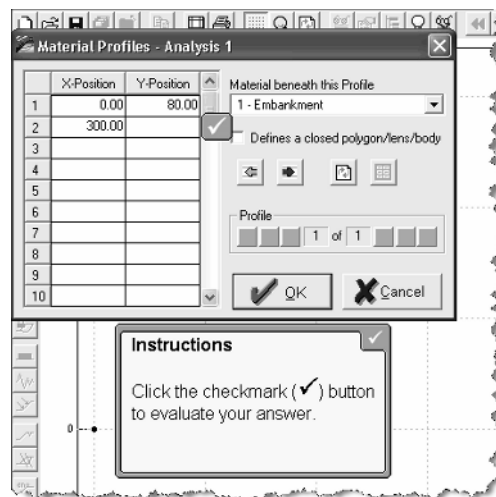 Material Profiles - Analysis 1
X-Position Y-Position
1 0.00 80.00
2 300.00
3
4
5
6
7
8
9
10
Material beneath this Profile
1 - Embankment
Defines a closed polygon/lens/body
Profile
1 of 1
OK
Cancel
Instructions
Click the checkmark (✓) button
to evaluate your answer.
0